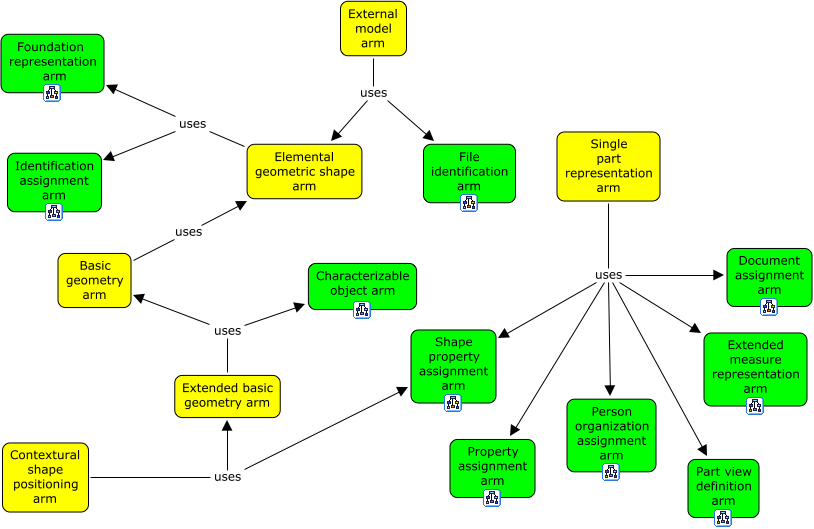 External
model
arm
Foundation
representation
arm
uses
uses
Identification
assignment
arm
Elemental
geometric shape
arm
File
identification
arm
Single
part
representation
arm
uses
Basic
geometry
arm
Characterizable
object arm
uses
Document
assignment
arm
uses
Shape
property
assignment
arm
Extended
measure
representation
arm
Extended basic
geometry arm
Person
organization
assignment
arm
Contextural
shape
positioning
arm
uses
Property
assignment
arm
Part view
definition
arm